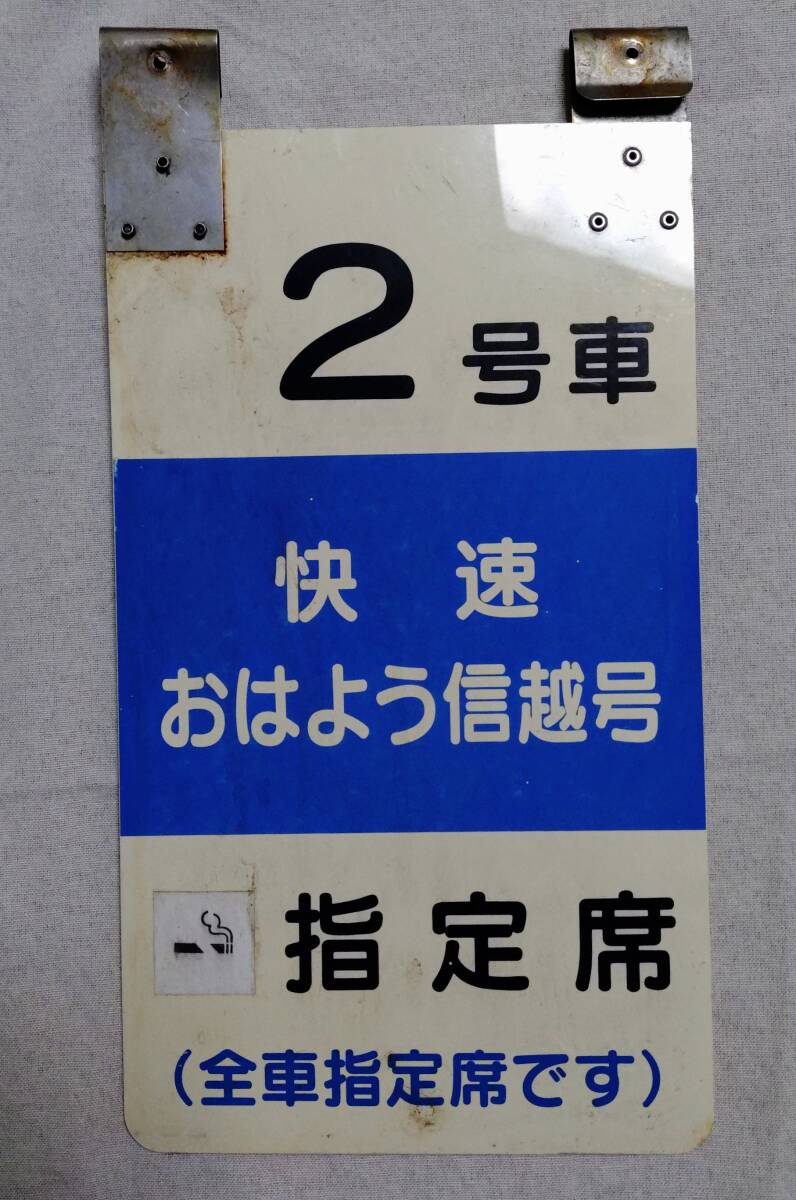 2号車
快速
おはよう信越号
指定席
(全車指定席です)